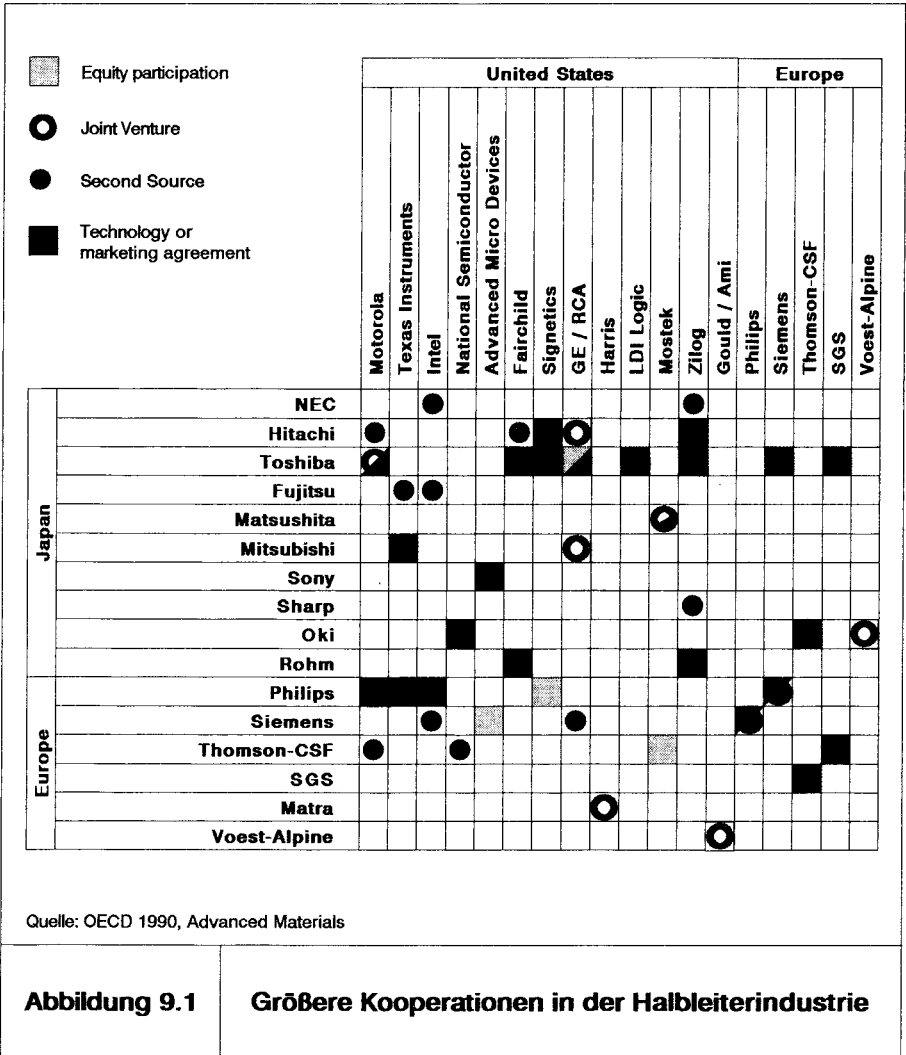 Equity participation
Joint Venture
Second Source
Technology or
marketing agreement
United States
Europe
Motorola
Texas Instruments
Intel
National Semiconductor
Advanced Micro Devices
Fairchild
Signetics
GE / RCA
Harris
LDI Logic
Mostek
Zilog
Gould / Ami
Philips
Siemens
Thomson-CSF
SGS
Voest-Alpine
Japan
NEC
Hitachi
Toshiba
Fujitsu
Matsushita
Mitsubishi
Sony
Sharp
Oki
Rohm
Europe
Philips
Siemens
Thomson-CSF
SGS
Matra
Voest-Alpine
Quelle: OECD 1990, Advanced Materials
Abbildung 9.1
Größere Kooperationen in der Halbleiterindustrie